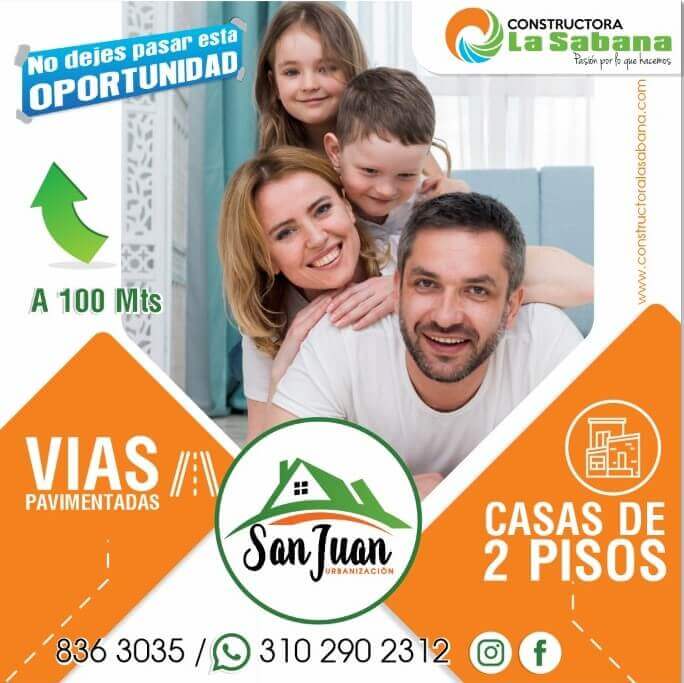 No dejes pasar esta
OPORTUNIDAD
CONSTRUCTORA
La Sabana
Pasión por lo que hacemos
www.constructoralasabana.com
A 100 Mts
VIAS
PAVIMENTADAS
San Juan
URBANIZACIÓN
CASAS DE
2 PISOS
836 3035 / 310 290 2312